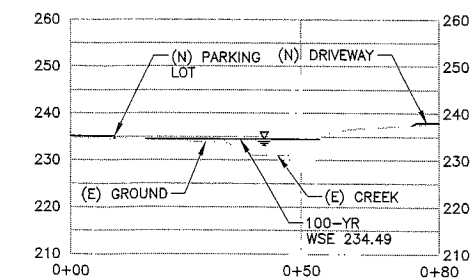 260
260
(N) PARKING
LOT
(N) DRIVEWAY
250
250
240
240
230
230
(E) GROUND
(E) CREEK
220
220
100-YR
WSE 234.49
210
210
0+00
0+50
0+80